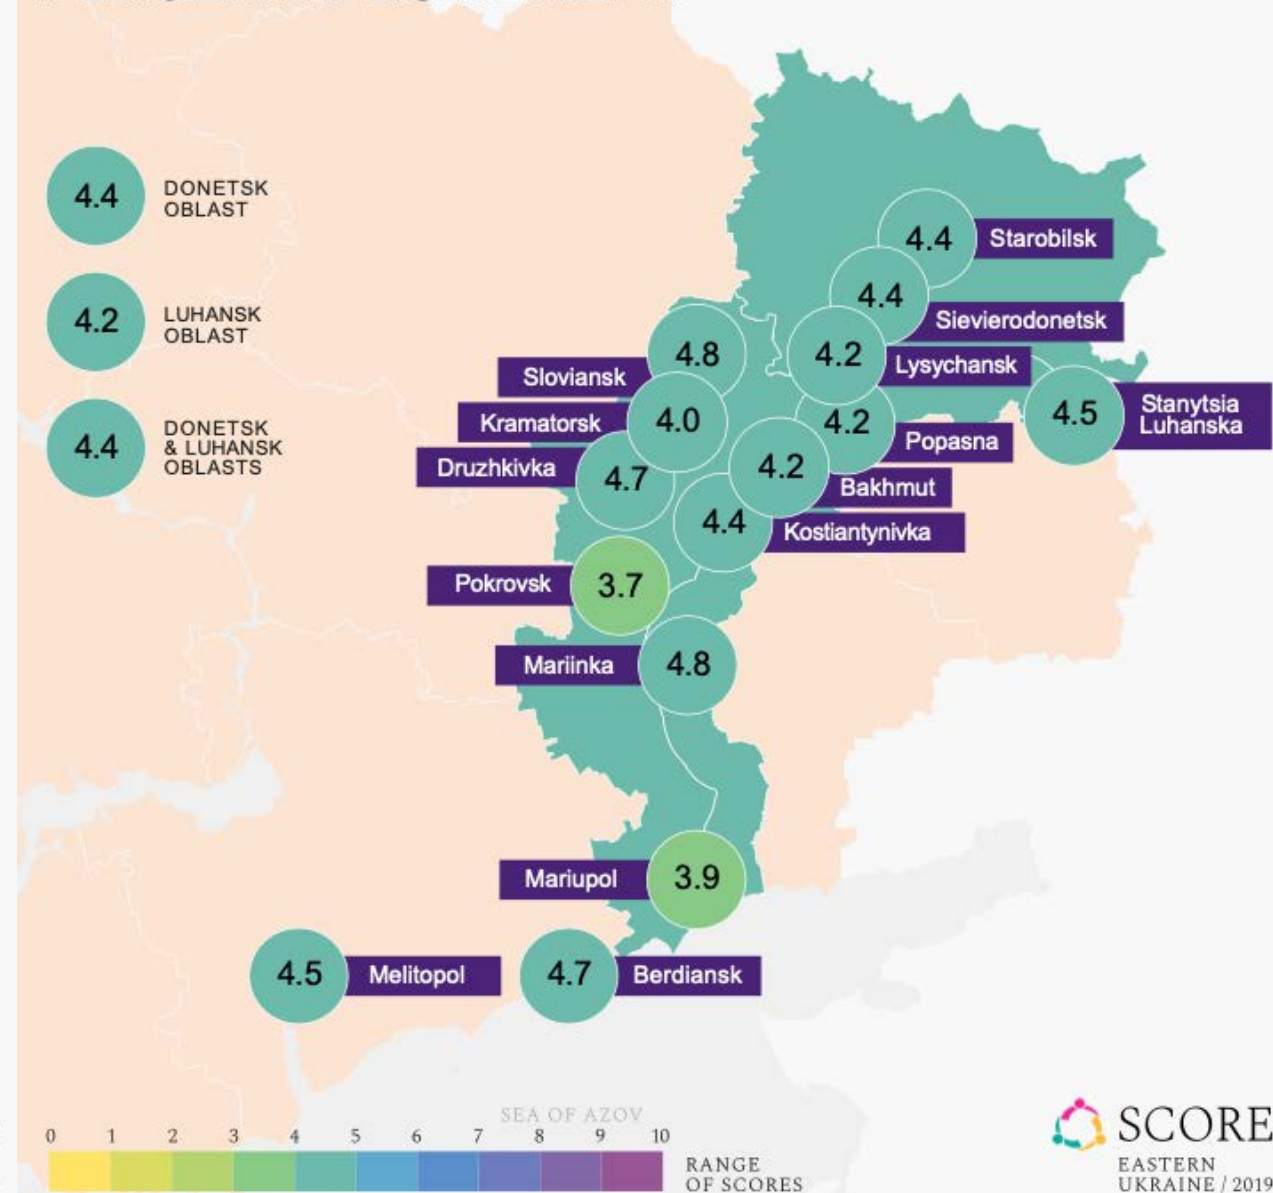 4.4
DONETSK
OBLAST
4.2
LUHANSK
OBLAST
4.4
DONETSK
& LUHANSK
OBLASTS
4.4
Starobilsk
4.4
Sievierodonetsk
4.8
Sloviansk
4.2
Lysychansk
4.0
Kramatorsk
4.2
Popasna
4.5
Stanytsia
Luhanska
4.7
Druzhkivka
4.2
Bakhmut
4.4
Kostiantynivka
3.7
Pokrovsk
4.8
Mariinka
3.9
Mariupol
4.5
Melitopol
4.7
Berdiansk
SEA OF AZOV
0 1 2 3 4 5 6 7 8 9 10
RANGE
OF SCORES
SCORE
EASTERN
UKRAINE / 2019